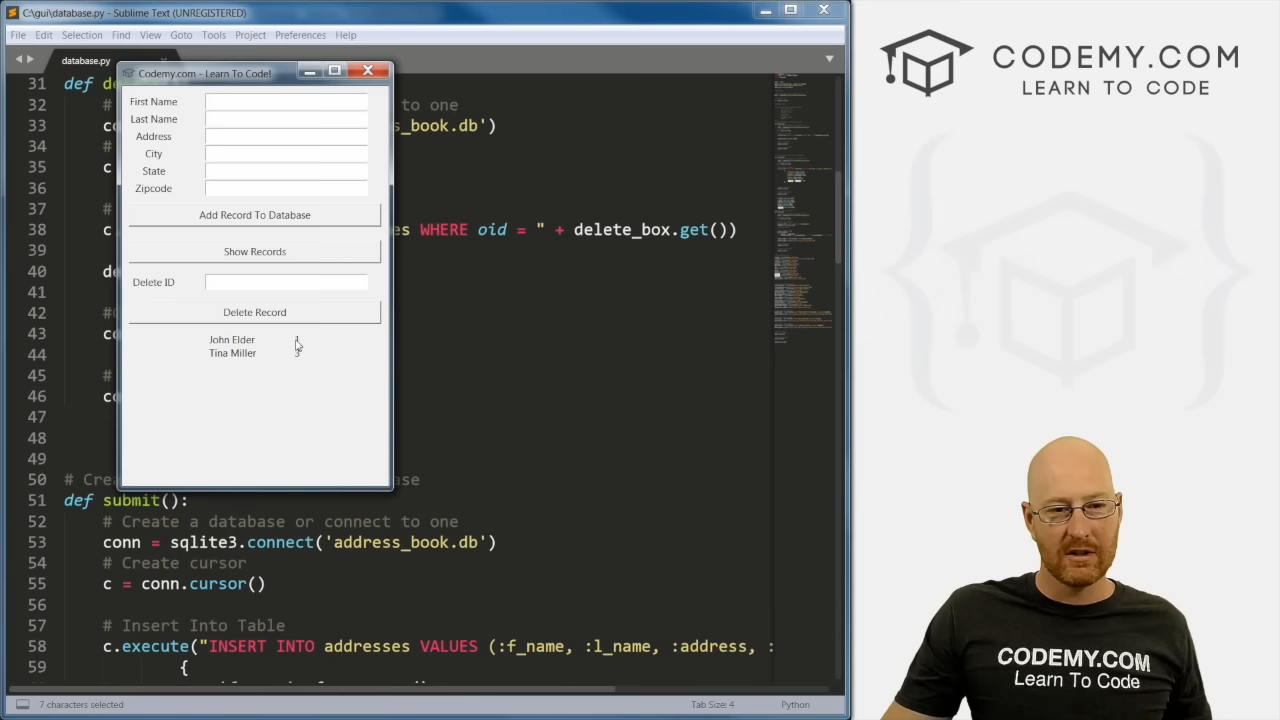 C:\gui\database.py - Sublime Text (UNREGISTERED)
File Edit Selection Find View Goto Tools Project Preferences Help
database.py
Codemy.com - Learn To Code!
First Name
Last Name
Address
City
State
Zipcode
Add Record To Database
Show Records
Delete ID
John Elder
Tina Miller
31 def de
32 # to one
33 co s_book.db')
34
35 c
36
37 #
38 es WHERE oid = " + delete_box.get())
39
40 de
41
42 #
43
44
45 #
46 co
47
48
49
50 # Cre se
51 def submit():
52 # Create a database or connect to one
53 conn = sqlite3.connect('address_book.db')
54 # Create cursor
55 c = conn.cursor()
56
57 # Insert Into Table
58 c.execute("INSERT INTO addresses VALUES (:f_name, :l_name, :address, :
59 {
7 characters selected
Tab Size: 4
Python
CODEMY.COM
LEARN TO CODE
CODEMY.COM
Learn To Code